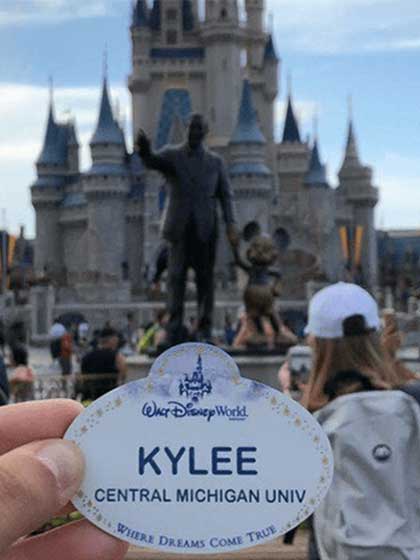 Walt Disney World
KYLEE
CENTRAL MICHIGAN UNIV
WHERE DREAMS COME TRUE